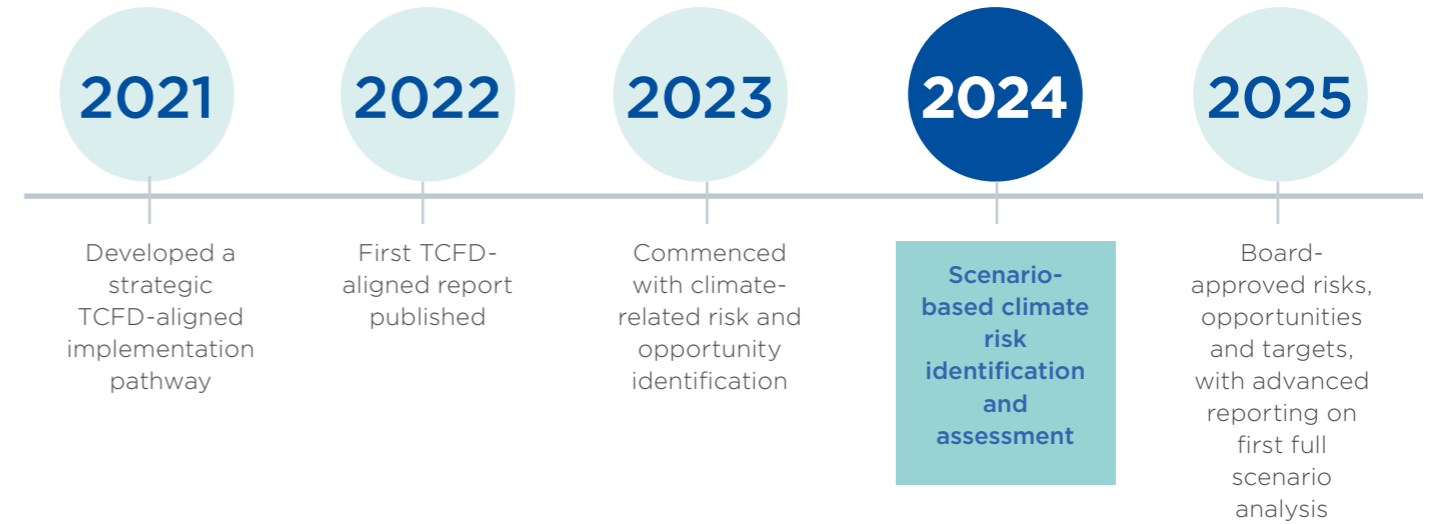 2021
Developed a
strategic
TCFD-aligned
implementation
pathway
2022
First TCFD-
aligned report
published
2023
Commenced
with climate-
related risk and
opportunity
identification
2024
Scenario-
based climate
risk
identification
and
assessment
2025
Board-
approved risks,
opportunities
and targets,
with advanced
reporting on
first full
scenario
analysis